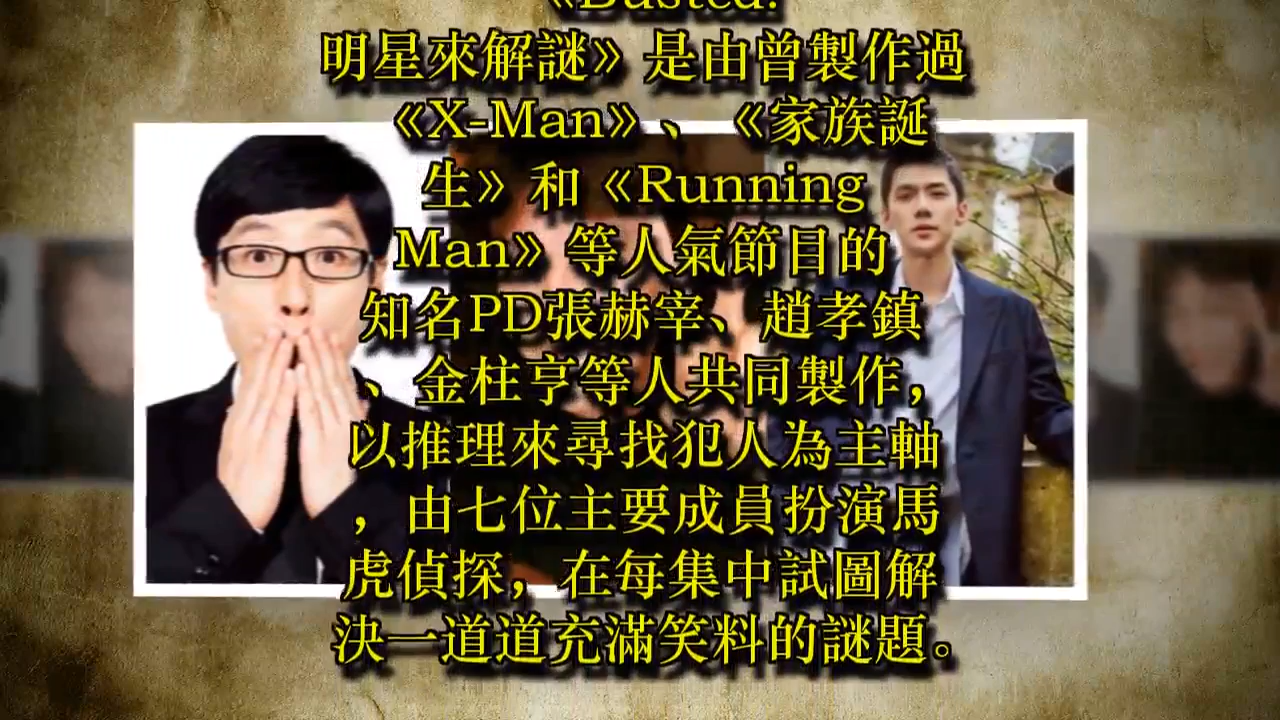 《Busted!
明星來解謎》是由曾製作過
《X-Man》、《家族誕
生》和《Running
Man》等人氣節目的
知名PD張赫宰、趙孝鎮
、金柱亨等人共同製作,
以推理來尋找犯人為主軸
,由七位主要成員扮演馬
虎偵探,在每集中試圖解
決一道道充滿笑料的謎題。